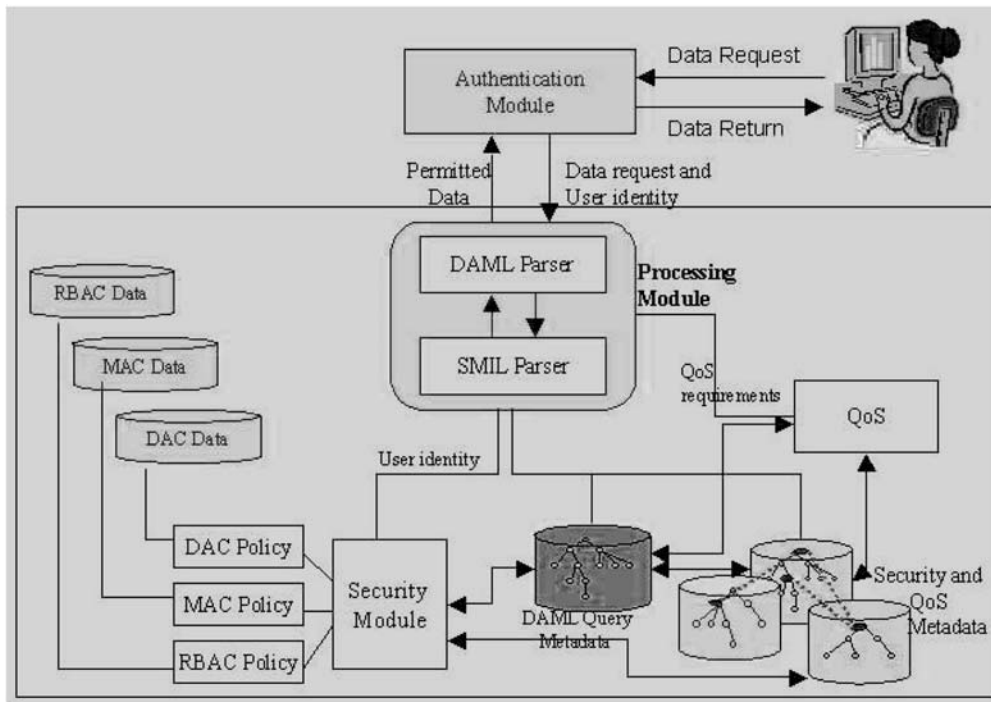 Data Request
Authentication
Module
Data Return
Permitted
Data
Data request and
User identity
DAML Parser
Processing
Module
RBAC Data
SMIL Parser
MAC Data
QoS
requirements
QoS
DAC Data
User identity
DAC Policy
Security
Module
MAC Policy
RBAC Policy
DAML Query
Metadata
Security and
QoS
Metadata